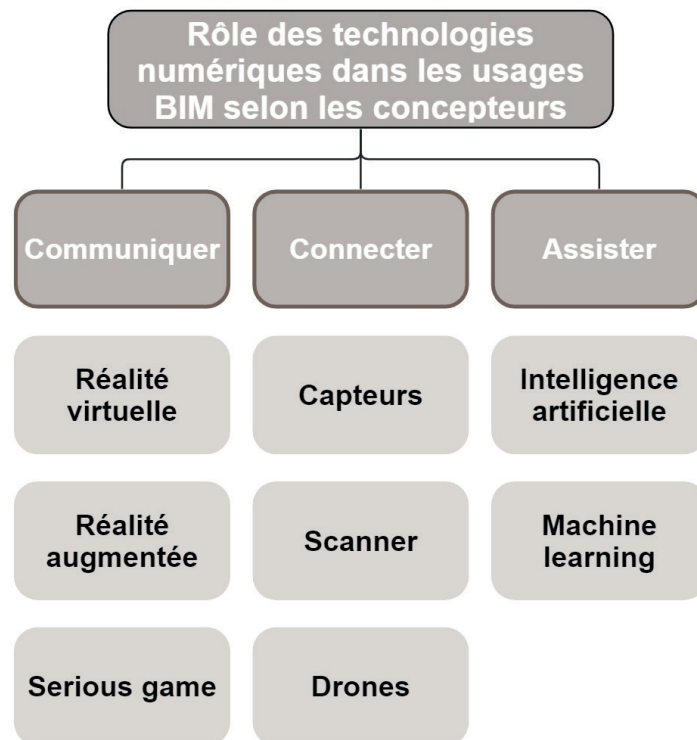 Rôle des technologies
numériques dans les usages
BIM selon les concepteurs
Communiquer
Connecter
Assister
Réalité
virtuelle
Capteurs
Intelligence
artificielle
Réalité
augmentée
Scanner
Machine
learning
Serious game
Drones